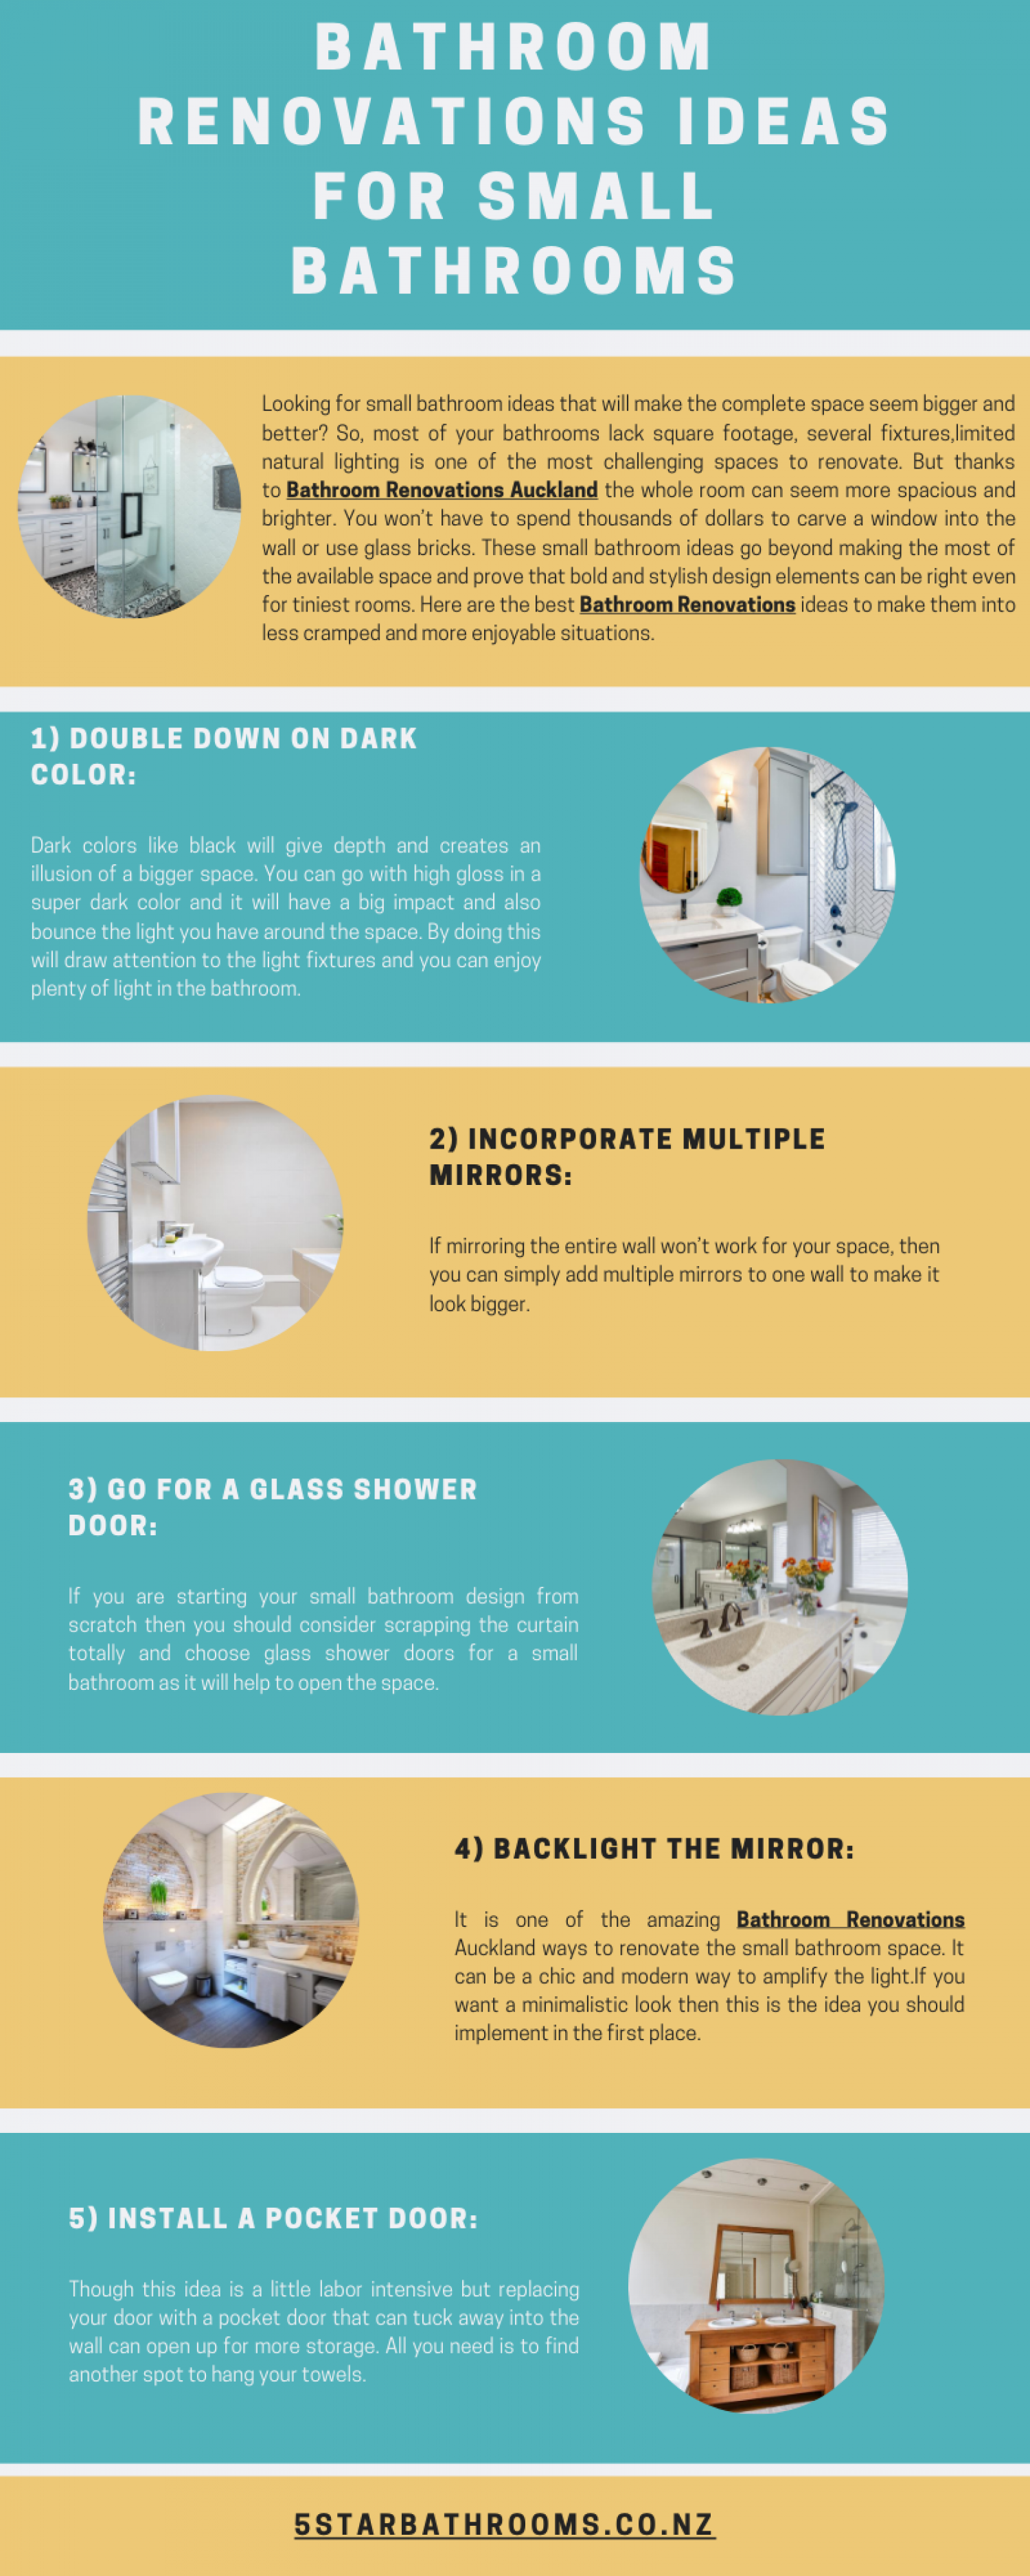 BATHROOM
RENOVATIONS IDEAS
FOR SMALL
BATHROOMS
Looking for small bathroom ideas that will make the complete space seem bigger and
better? So, most of your bathrooms lack square footage, several fixtures,limited
natural lighting is one of the most challenging spaces to renovate. But thanks
to Bathroom Renovations Auckland the whole room can seem more spacious and
brighter. You won't have to spend thousands of dollars to carve a window into the
wall or use glass bricks. These small bathroom ideas go beyond making the most of
the available space and prove that bold and stylish design elements can be right even
for tiniest rooms. Here are the best Bathroom Renovations ideas to make them into
less cramped and more enjoyable situations.
1) DOUBLE DOWN ON DARK
COLOR:
Dark colors like black will give depth and creates an
illusion of a bigger space. You can go with high gloss in a
super dark color and it will have a big impact and also
bounce the light you have around the space. By doing this
will draw attention to the light fixtures and you can enjoy
plenty of light in the bathroom.
2) INCORPORATE MULTIPLE
MIRRORS:
If mirroring the entire wall won't work for your space, then
you can simply add multiple mirrors to one wall to make it
look bigger.
3) GO FOR A GLASS SHOWER
DOOR:
If you are starting your small bathroom design from
scratch then you should consider scrapping the curtain
totally and choose glass shower doors for a small
bathroom as it will help to open the space.
4) BACKLIGHT THE MIRROR:
It is one of the amazing Bathroom Renovations
Auckland ways to renovate the small bathroom space. It
can be a chic and modern way to amplify the light.If you
want a minimalistic look then this is the idea you should
implement in the first place.
5) INSTALL A POCKET DOOR:
Though this idea is a little labor intensive but replacing
your door with a pocket door that can tuck away into the
wall can open up for more storage. All you need is to find
another spot to hang your towels.
5STARBATHROOMS.CO.NZ